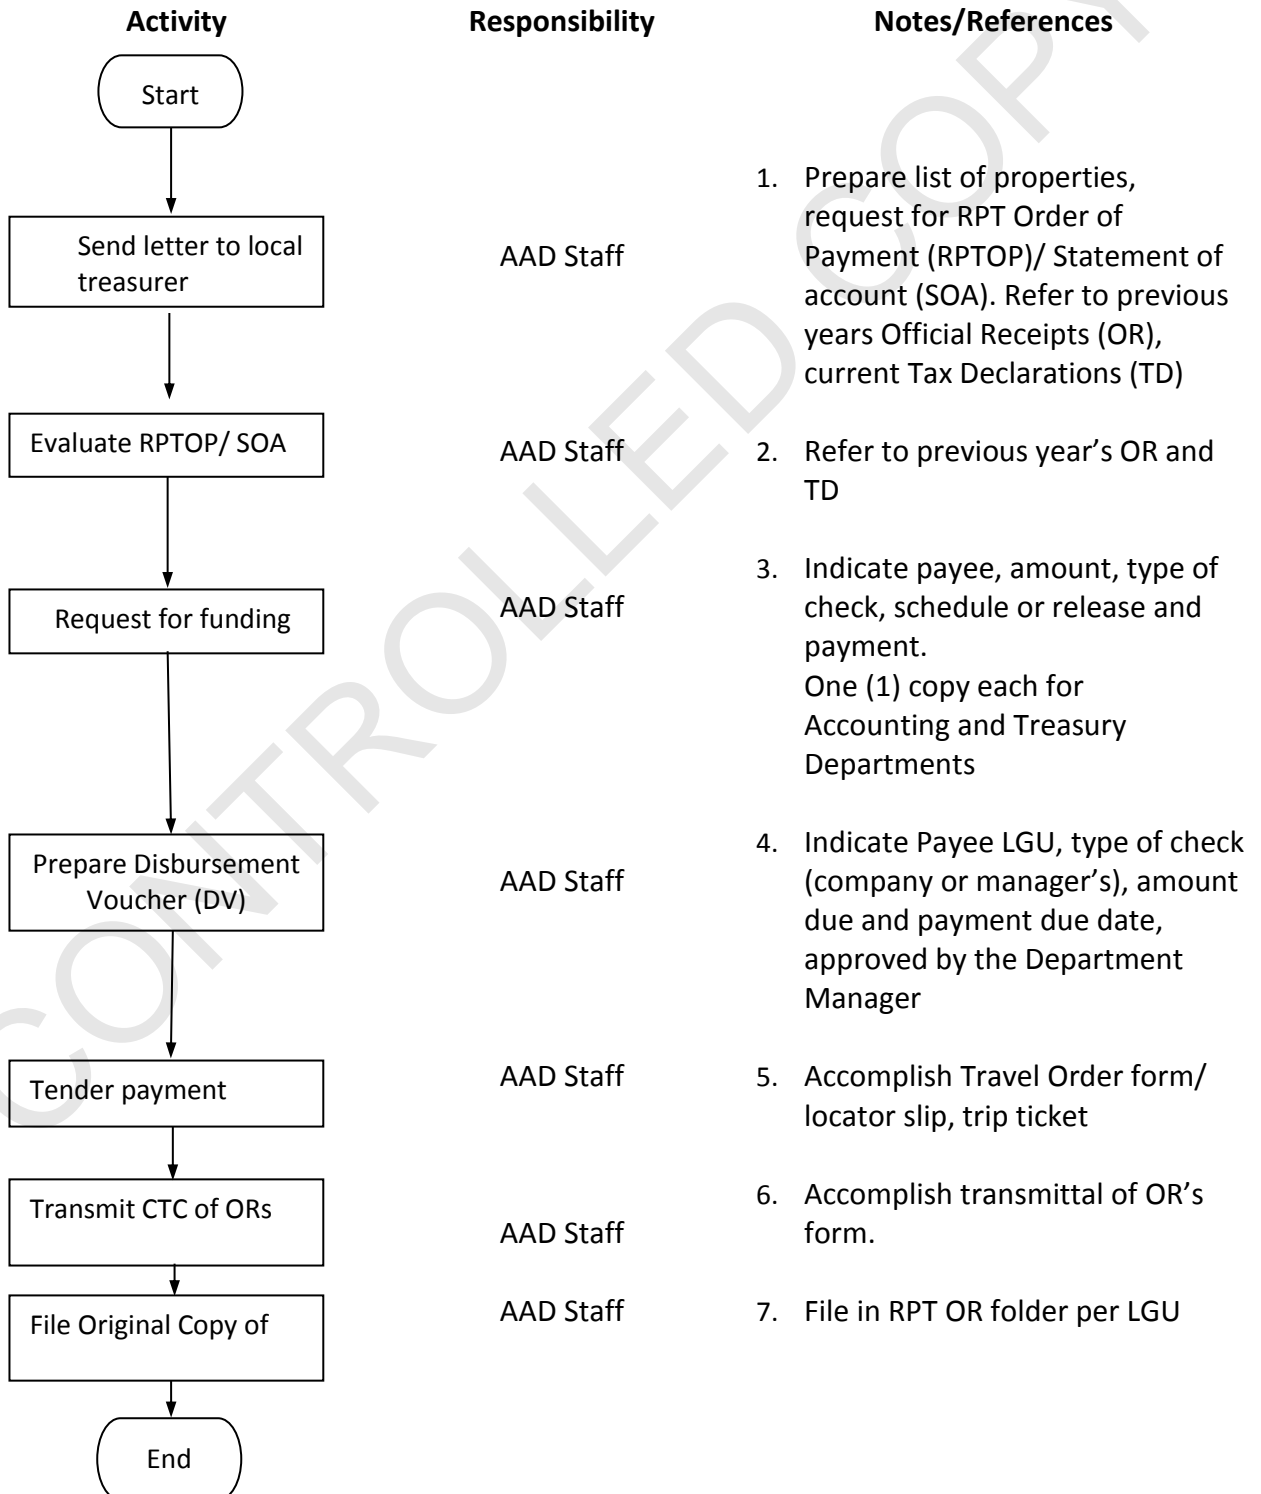 Activity Responsibility Notes/References
Start
Send letter to local
treasurer
AAD Staff
1. Prepare list of properties,
request for RPT Order of
Payment (RPTOP)/ Statement of
account (SOA). Refer to previous
years Official Receipts (OR),
current Tax Declarations (TD)
Evaluate RPTOP/ SOA
AAD Staff
2. Refer to previous year’s OR and
TD
Request for funding
AAD Staff
3. Indicate payee, amount, type of
check, schedule or release and
payment.
One (1) copy each for
Accounting and Treasury
Departments
Prepare Disbursement
Voucher (DV)
AAD Staff
4. Indicate Payee LGU, type of check
(company or manager’s), amount
due and payment due date,
approved by the Department
Manager
Tender payment
AAD Staff
5. Accomplish Travel Order form/
locator slip, trip ticket
Transmit CTC of ORs
AAD Staff
6. Accomplish transmittal of OR’s
form.
File Original Copy of
AAD Staff
7. File in RPT OR folder per LGU
End
CONTROLLED COPY